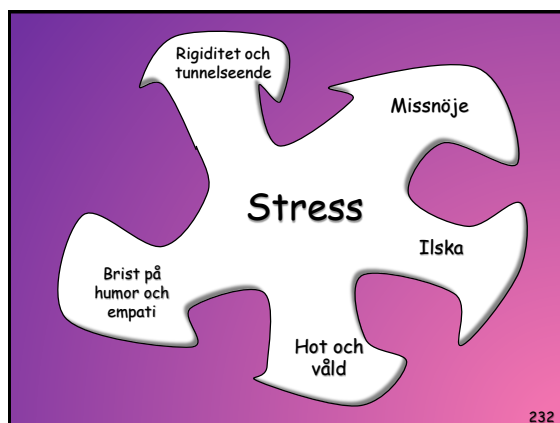 Rigiditet och
tunnelseende
Missnöje
Stress
Ilska
Brist på
humor och
empati
Hot och
våld
232